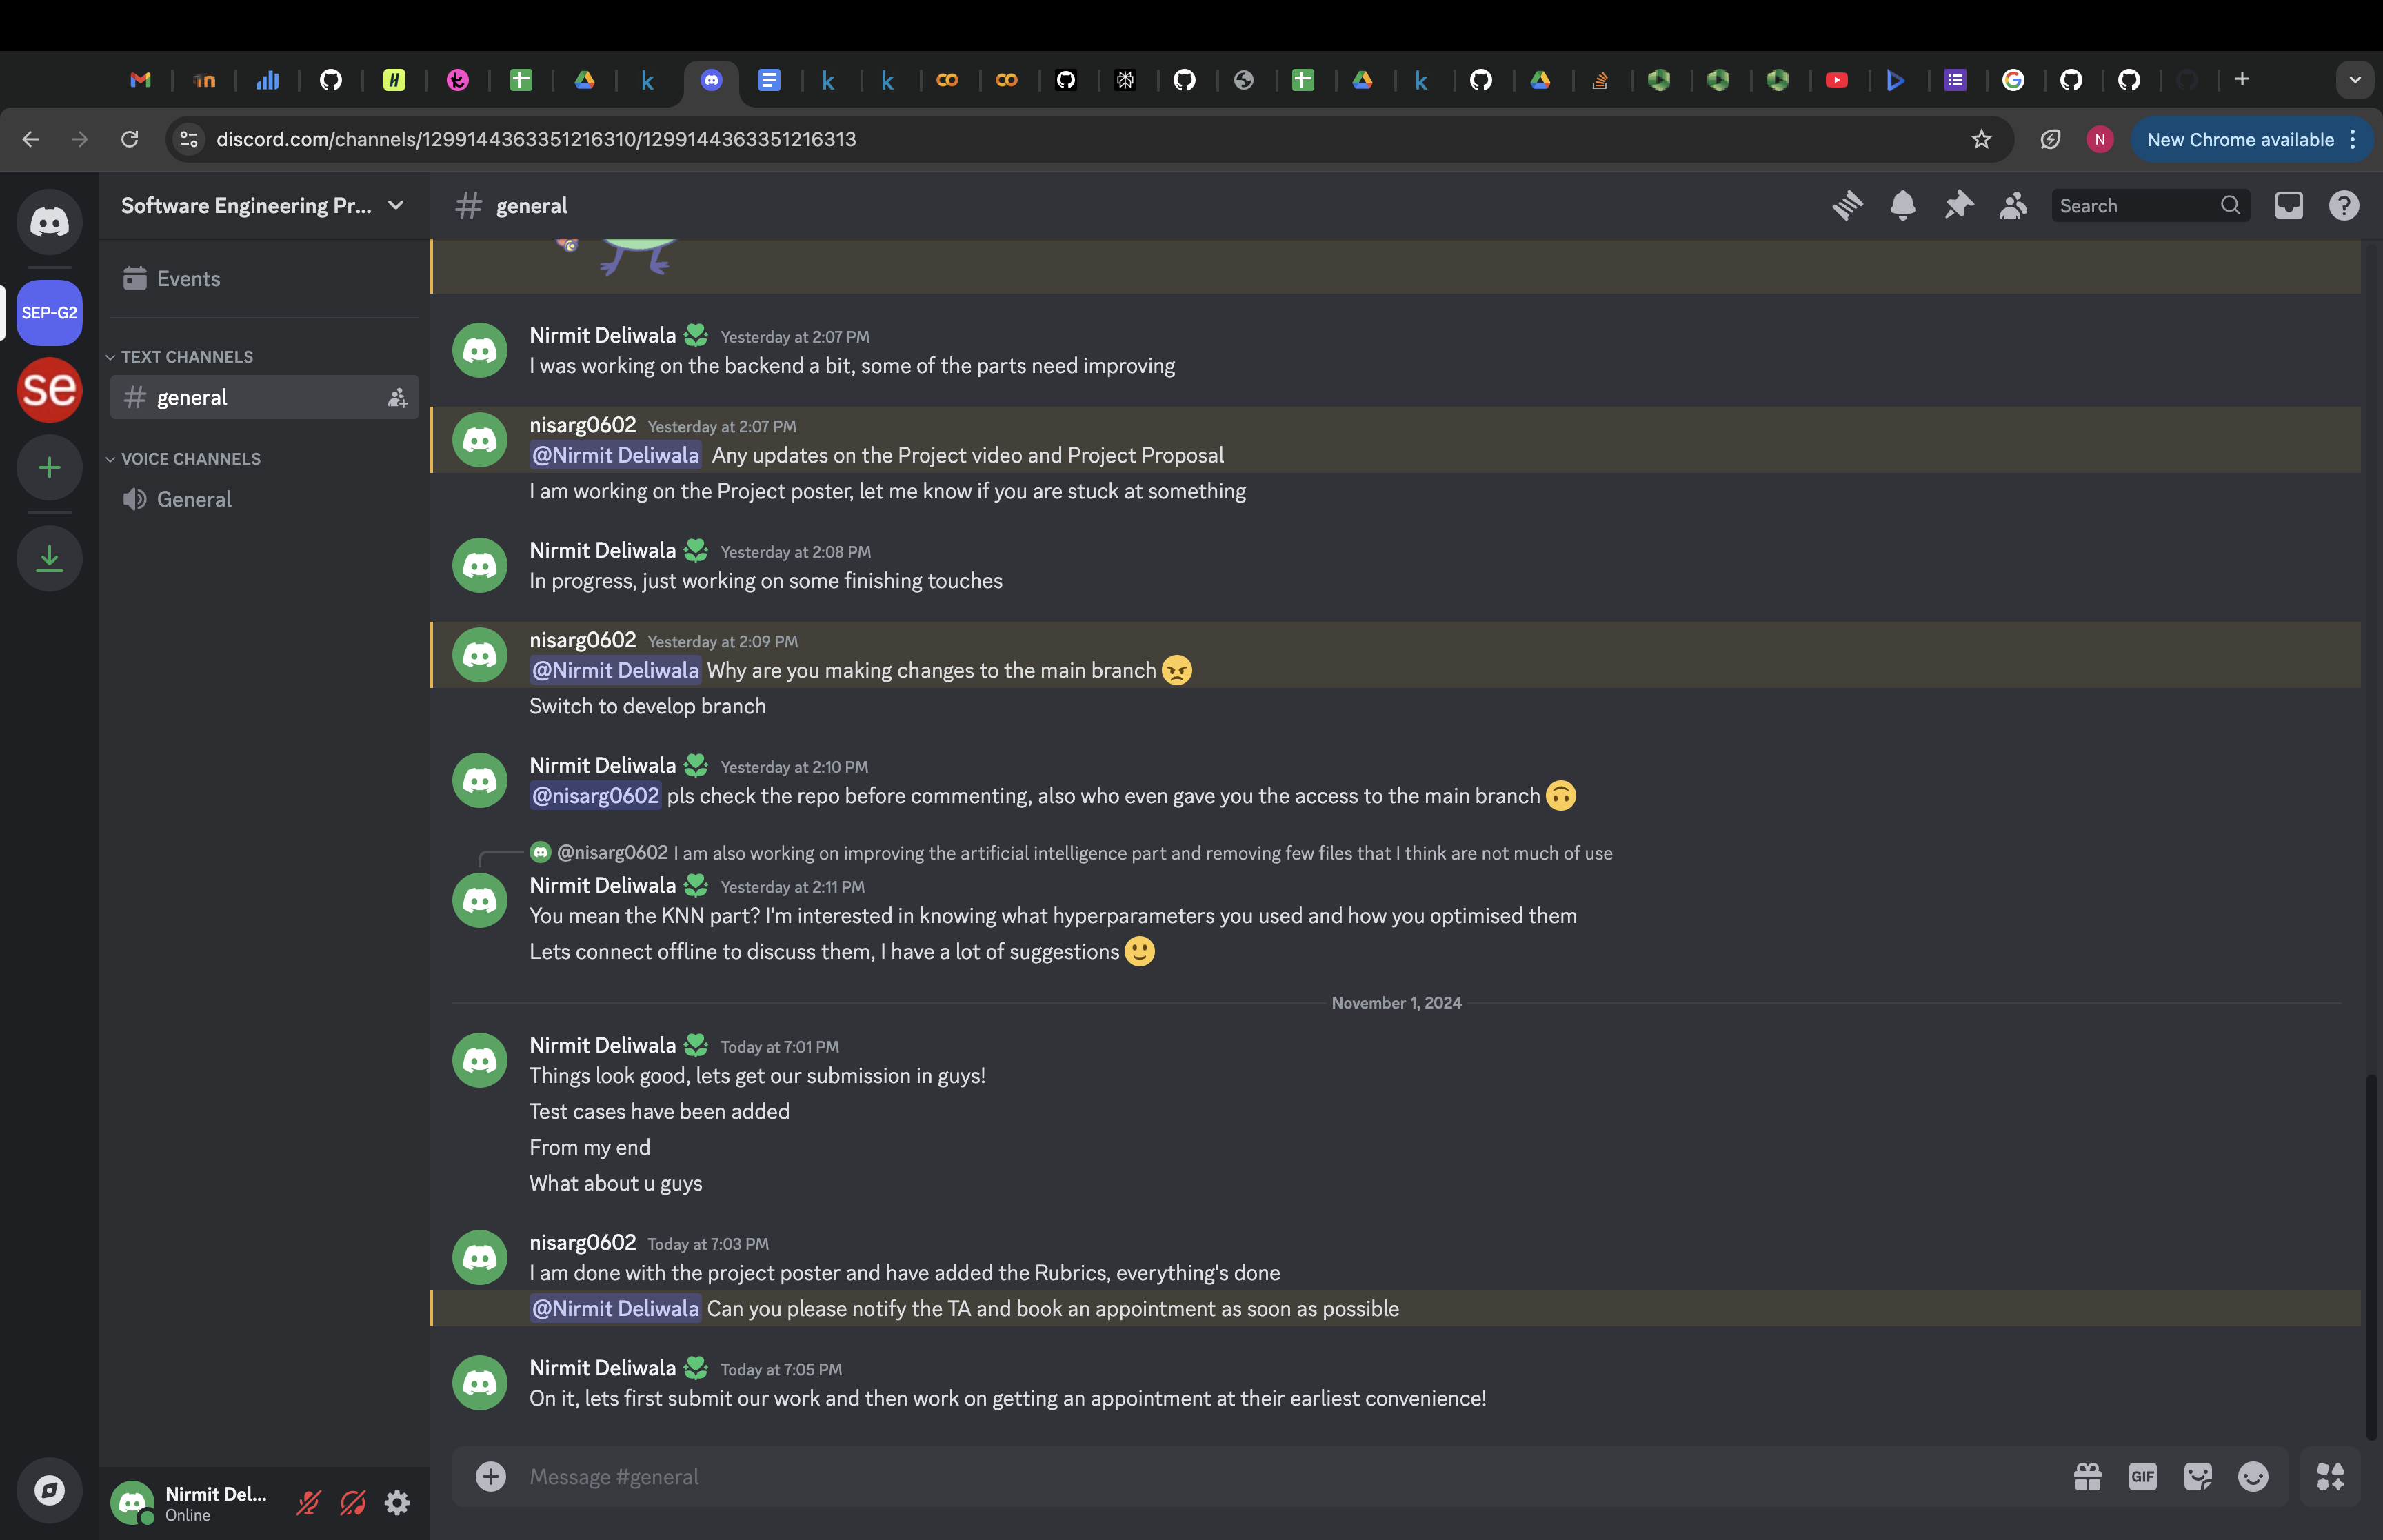 discord.com/channels/1299144363351216310/1299144363351216313
N
New Chrome available
Software Engineering Pr...
# general
Search
Events
SEP-G2
TEXT CHANNELS
se
# general
VOICE CHANNELS
General
Nirmit Deliwala Yesterday at 2:07 PM
I was working on the backend a bit, some of the parts need improving
nisarg0602 Yesterday at 2:07 PM
@Nirmit Deliwala Any updates on the Project video and Project Proposal
I am working on the Project poster, let me know if you are stuck at something
Nirmit Deliwala Yesterday at 2:08 PM
In progress, just working on some finishing touches
nisarg0602 Yesterday at 2:09 PM
@Nirmit Deliwala Why are you making changes to the main branch 😠
Switch to develop branch
Nirmit Deliwala Yesterday at 2:10 PM
@nisarg0602 pls check the repo before commenting, also who even gave you the access to the main branch 🙃
@nisarg0602 I am also working on improving the artificial intelligence part and removing few files that I think are not much of use
Nirmit Deliwala Yesterday at 2:11 PM
You mean the KNN part? I'm interested in knowing what hyperparameters you used and how you optimised them
Lets connect offline to discuss them, I have a lot of suggestions 🙂
November 1, 2024
Nirmit Deliwala Today at 7:01 PM
Things look good, lets get our submission in guys!
Test cases have been added
From my end
What about u guys
nisarg0602 Today at 7:03 PM
I am done with the project poster and have added the Rubrics, everything's done
@Nirmit Deliwala Can you please notify the TA and book an appointment as soon as possible
Nirmit Deliwala Today at 7:05 PM
On it, lets first submit our work and then work on getting an appointment at their earliest convenience!
Message #general
GIF
Nirmit Del...
Online